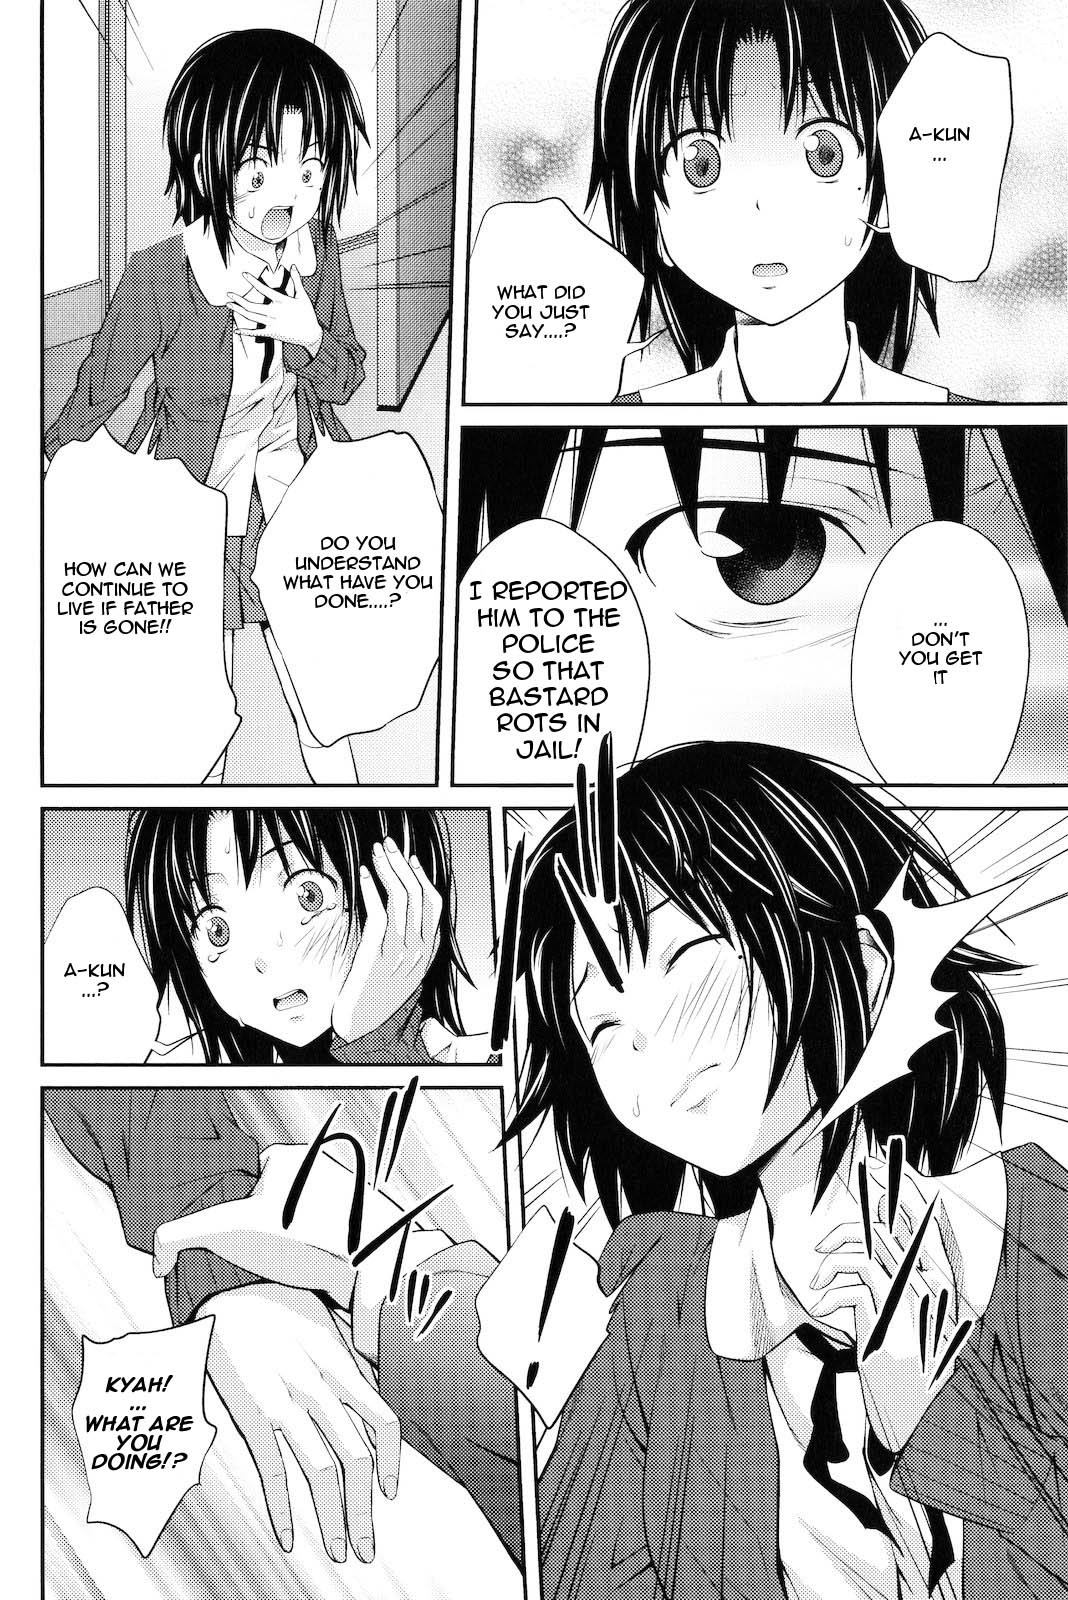 A-KUN
...
WHAT DID
YOU JUST
SAY....?
DO YOU
UNDERSTAND
WHAT HAVE YOU
DONE....?
HOW CAN WE
CONTINUE TO
LIVE IF FATHER
IS GONE!!
...
DON'T
YOU GET
IT
I REPORTED
HIM TO THE
POLICE
SO THAT
BASTARD
ROTS IN
JAIL!
A-KUN
...?
KYAH!
...
WHAT ARE
YOU
DOING!?